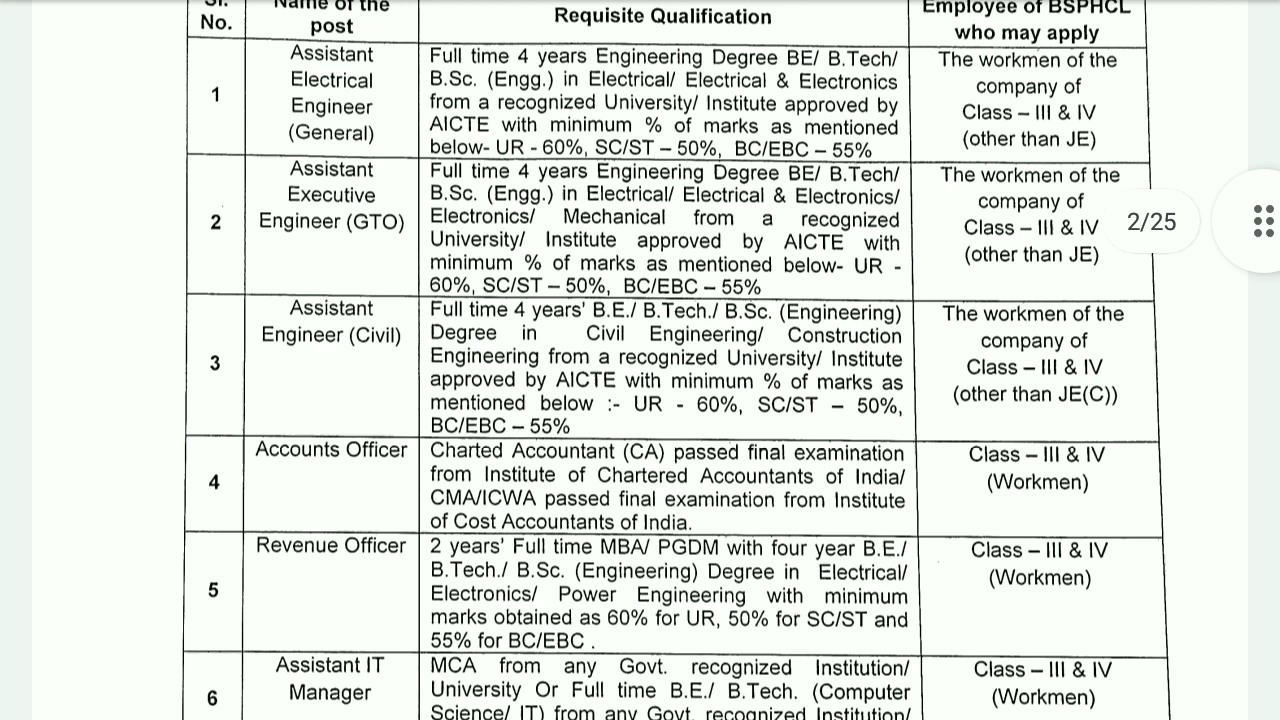 Sr.
No.
Name of the
post
Requisite Qualification
Employee of BSPHCL
who may apply
1
Assistant
Electrical
Engineer
(General)
Full time 4 years Engineering Degree BE/ B.Tech/
B.Sc. (Engg.) in Electrical/ Electrical & Electronics
from a recognized University/ Institute approved by
AICTE with minimum % of marks as mentioned
below- UR - 60%, SC/ST – 50%, BC/EBC – 55%
The workmen of the
company of
Class – III & IV
(other than JE)
2
Assistant
Executive
Engineer (GTO)
Full time 4 years Engineering Degree BE/ B.Tech/
B.Sc. (Engg.) in Electrical/ Electrical & Electronics/
Electronics/ Mechanical from a recognized
University/ Institute approved by AICTE with
minimum % of marks as mentioned below- UR -
60%, SC/ST – 50%, BC/EBC – 55%
The workmen of the
company of
Class – III & IV
(other than JE)
2/25
3
Assistant
Engineer (Civil)
Full time 4 years' B.E./ B.Tech./ B.Sc. (Engineering)
Degree in Civil Engineering/ Construction
Engineering from a recognized University/ Institute
approved by AICTE with minimum % of marks as
mentioned below :- UR - 60%, SC/ST – 50%,
BC/EBC – 55%
The workmen of the
company of
Class – III & IV
(other than JE(C))
4
Accounts Officer
Charted Accountant (CA) passed final examination
from Institute of Chartered Accountants of India/
CMA/ICWA passed final examination from Institute
of Cost Accountants of India.
Class – III & IV
(Workmen)
5
Revenue Officer
2 years' Full time MBA/ PGDM with four year B.E./
B.Tech./ B.Sc. (Engineering) Degree in Electrical/
Electronics/ Power Engineering with minimum
marks obtained as 60% for UR, 50% for SC/ST and
55% for BC/EBC .
Class – III & IV
(Workmen)
6
Assistant IT
Manager
MCA from any Govt. recognized Institution/
University Or Full time B.E./ B.Tech. (Computer
Science/ IT) from any Govt. recognized Institution/
Class – III & IV
(Workmen)